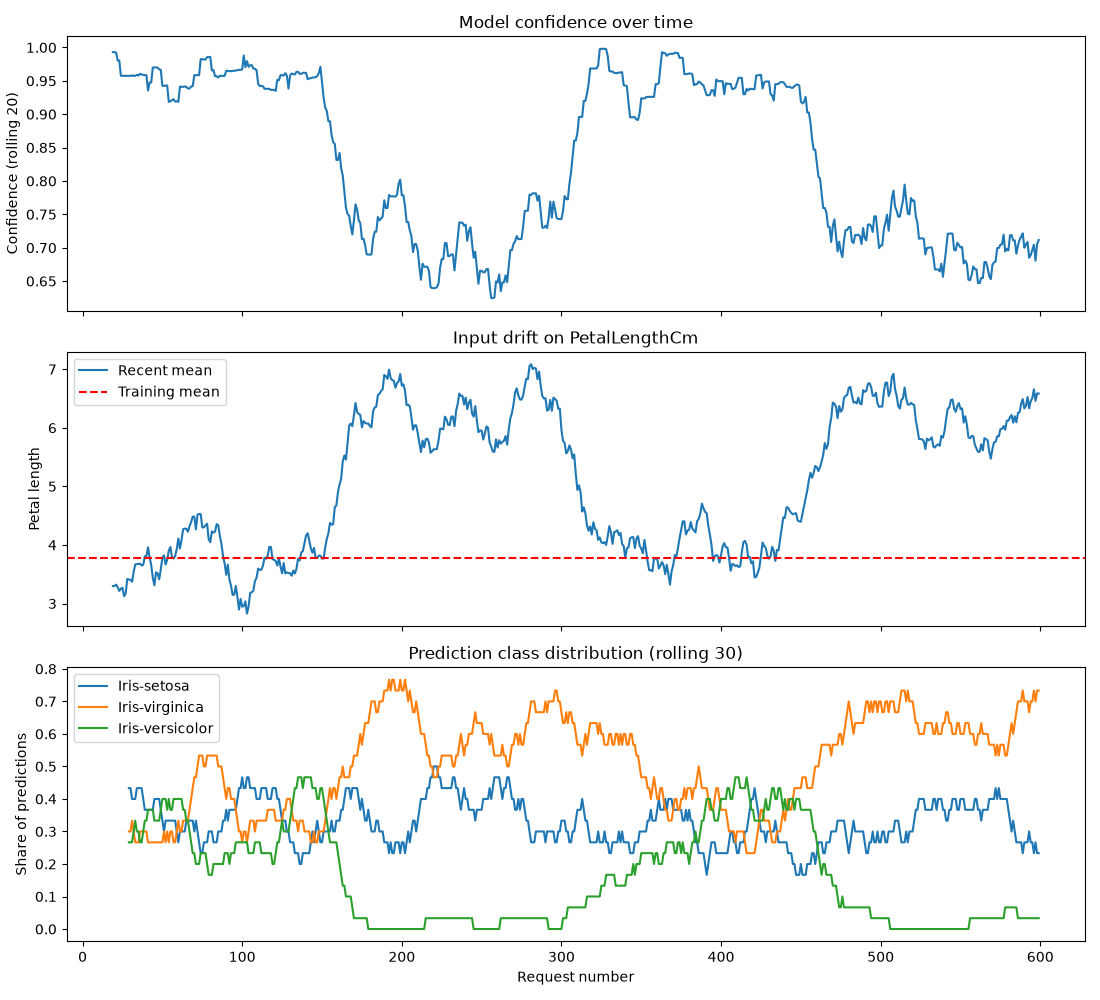 Model confidence over time
1.00
0.95
0.90
0.85
0.80
0.75
0.70
0.65
Confidence (rolling 20)
Input drift on PetalLengthCm
Recent mean
Training mean
7
6
5
4
3
Petal length
Prediction class distribution (rolling 30)
Iris-setosa
Iris-virginica
Iris-versicolor
0.8
0.7
0.6
0.5
0.4
0.3
0.2
0.1
0.0
Share of predictions
0 100 200 300 400 500 600
Request number